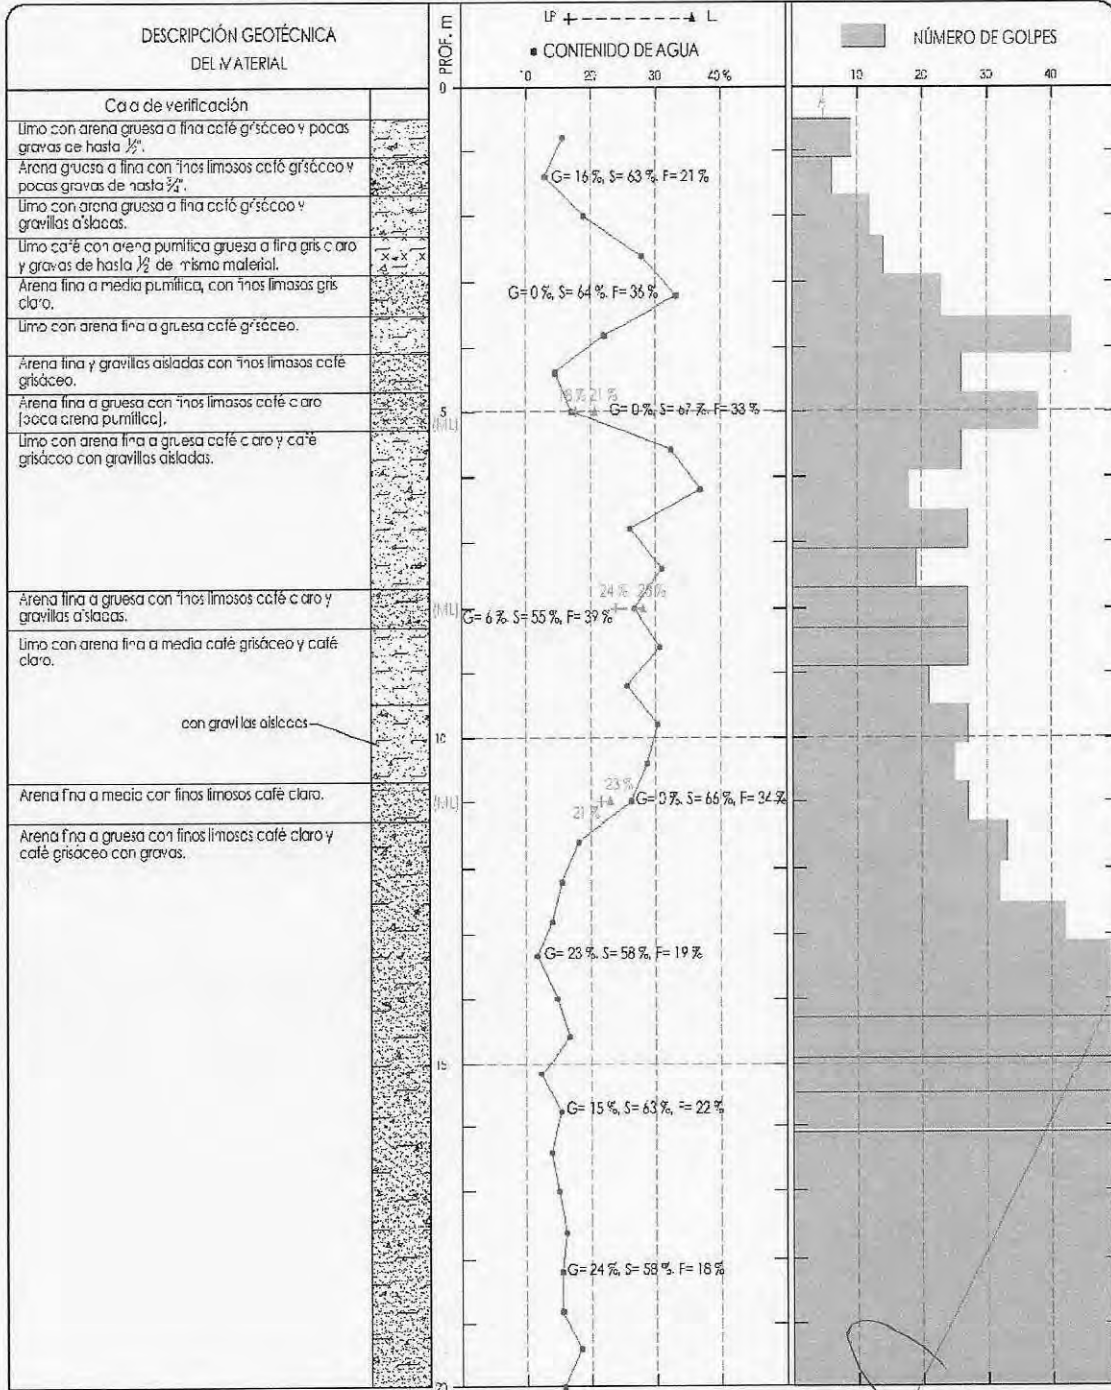 DESCRIPCIÓN GEOTÉCNICA
DEL MATERIAL
PROF. m
LP L
CONTENIDO DE AGUA
10 20 30 40 %
NÚMERO DE GOLPES
10 20 30 40
0
Cala de verificación
Limo con arena gruesa a fina café grisáceo y pocas
gravas de hasta ½".
Arena gruesa a fina con finos limosos café grisáceo y
pocas gravas de hasta ¾".
G= 16 %, S= 63 %. F= 21 %
Limo con arena gruesa a fina café grisáceo y
gravillas aisladas.
Limo café con arena pumítica gruesa a fina gris claro
y gravas de hasta ½ de mismo material.
Arena fina a media pumítica, con finos limosos gris
claro.
G= 0 %, S= 64 %. F= 36 %
Limo con arena fina a gruesa café grisáceo.
Arena fina y gravillas aisladas con finos limosos café
grisáceo.
Arena fina a gruesa con finos limosos café claro
(poca arena pumítica).
18 % 21 %
5
(ML)
G= 0 %, S= 67 %. F= 33 %
Limo con arena fina a gruesa café claro y café
grisáceo con gravillas aisladas.
Arena fina a gruesa con finos limosos café claro y
gravillas aisladas.
24 % 28 %
(ML)
G= 6 %. S= 55 %, F= 39 %
Limo con arena fina a media café grisáceo y café
claro.
con gravillas aisladas
10
Arena fina a media con finos limosos café claro.
23 %
(ML)
21 %
G= 0 %. S= 66 %, F= 34 %
Arena fina a gruesa con finos limosos café claro y
café grisáceo con gravas.
G= 23 %. S= 58 %, F= 19 %
15
G= 15 %, S= 63 %, F= 22 %
G= 24 %, S= 58 %. F= 18 %
20